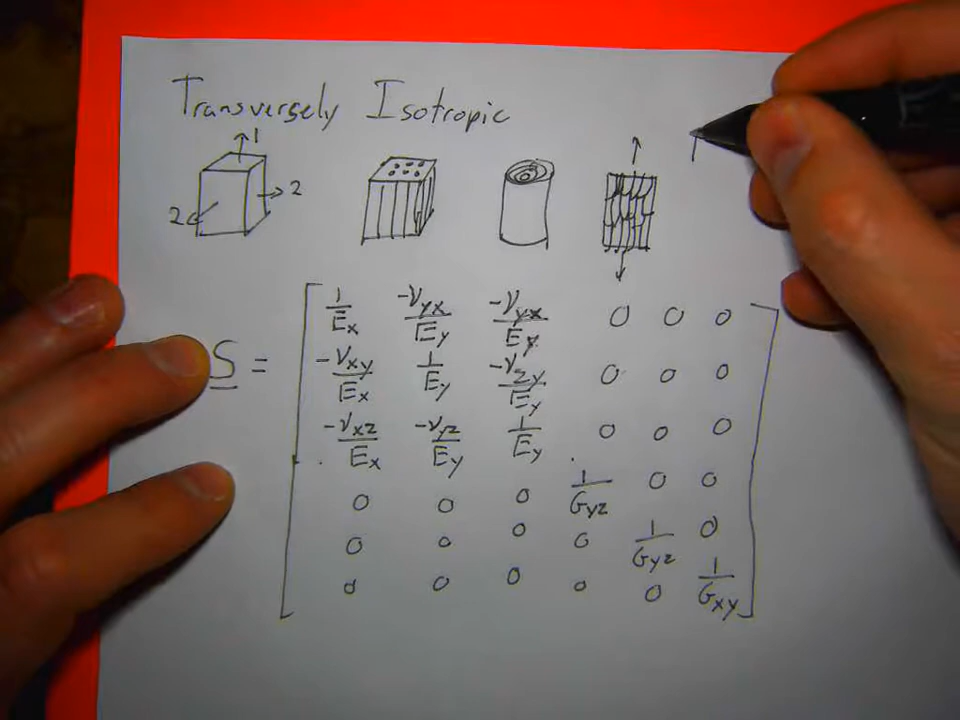 Transversely Isotropic
1
2
2
S = [ 1/Ex -νyx/Ey -νyx/Ey 0 0 0
-νxy/Ex 1/Ey -νzy/Ey 0 0 0
-νxz/Ex -νyz/Ey 1/Ey 0 0 0
0 0 0 1/Gyz 0 0
0 0 0 0 1/Gyz 0
0 0 0 0 0 1/Gxy ]